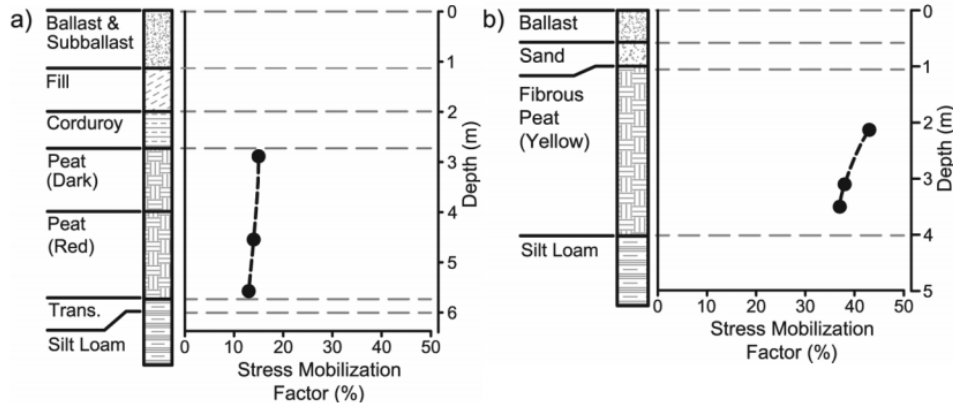 a)
Ballast &
Subballast
Fill
Corduroy
Peat
(Dark)
Peat
(Red)
Trans.
Silt Loam
0
1
2
3
4
5
6
Depth (m)
0 10 20 30 40 50
Stress Mobilization
Factor (%)
b)
Ballast
Sand
Fibrous
Peat
(Yellow)
Silt Loam
0
1
2
3
4
5
Depth (m)
0 10 20 30 40 50
Stress Mobilization
Factor (%)